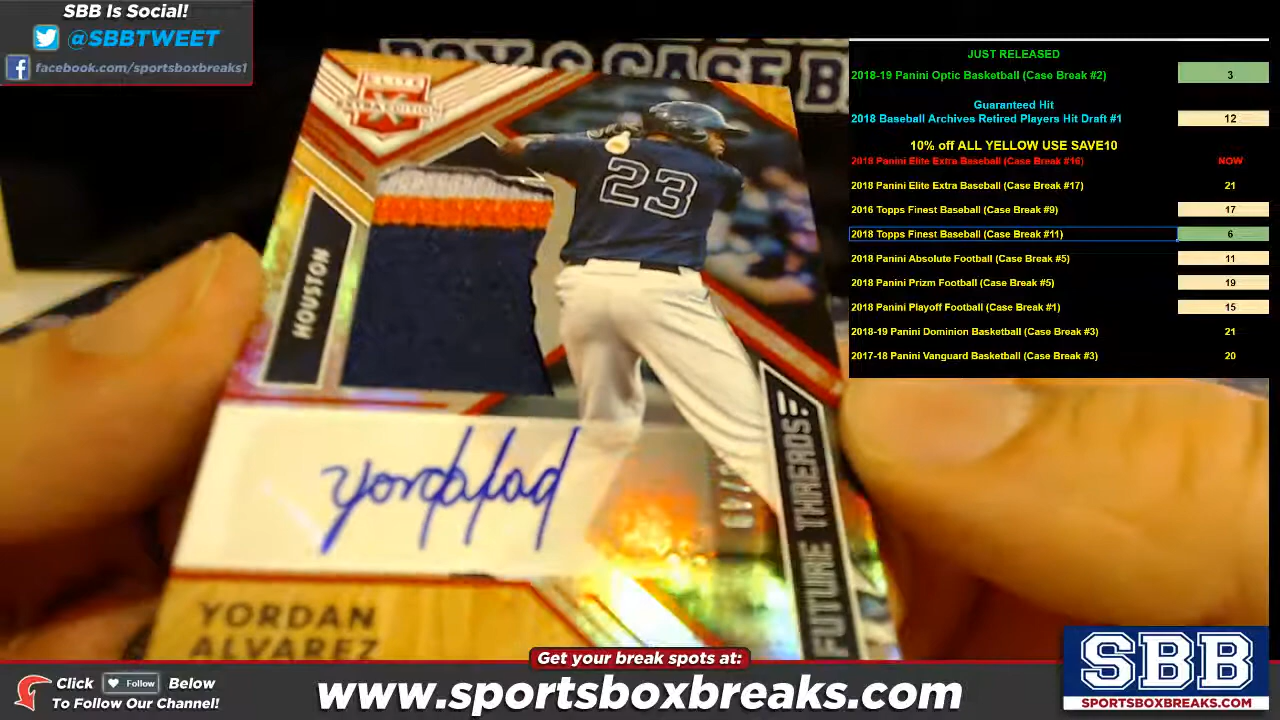 SBB Is Social!
@SBBTWEET
facebook.com/sportsboxbreaks1
BOX & CASE
ELITE
EXTRA EDITION
HOUSTON
23
FUTURE THREADS
YORDAN
ALVAREZ
JUST RELEASED
2018-19 Panini Optic Basketball (Case Break #2) 3
Guaranteed Hit
2018 Baseball Archives Retired Players Hit Draft #1 12
10% off ALL YELLOW USE SAVE10
2018 Panini Elite Extra Baseball (Case Break #16) NOW
2018 Panini Elite Extra Baseball (Case Break #17) 21
2016 Topps Finest Baseball (Case Break #9) 17
2018 Topps Finest Baseball (Case Break #11) 6
2018 Panini Absolute Football (Case Break #5) 11
2018 Panini Prizm Football (Case Break #5) 19
2018 Panini Playoff Football (Case Break #1) 15
2018-19 Panini Dominion Basketball (Case Break #3) 21
2017-18 Panini Vanguard Basketball (Case Break #3) 20
Get your break spots at:
Click Follow Below
To Follow Our Channel!
www.sportsboxbreaks.com
SBB
SPORTSBOXBREAKS.COM